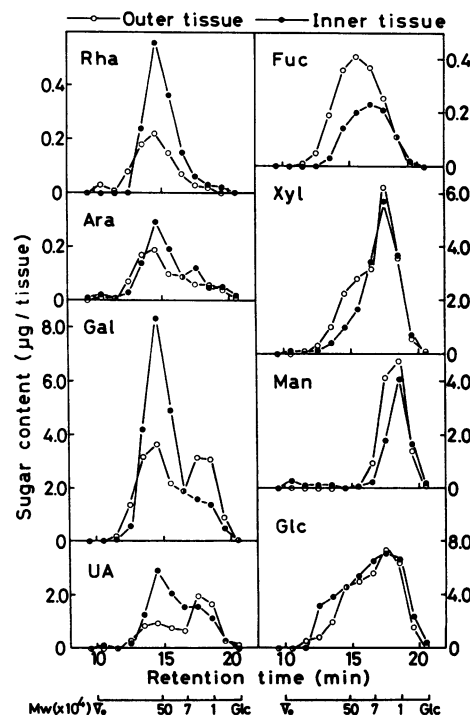 Outer tissue Inner tissue
Rha Fuc
0.4 0.4
0.2 0.2
0 0
Ara Xyl
0.2 6.0
0 4.0
Gal 2.0
8.0 0
6.0 Man
4.0 4.0
2.0 2.0
0 0
UA Glc
2.0 8.0
0 4.0
0
Sugar content (µg / tissue)
10 15 20 10 15 20
Retention time (min)
Mw(x10⁴) V₀ 50 7 1 Glc V₀ 50 7 1 Glc